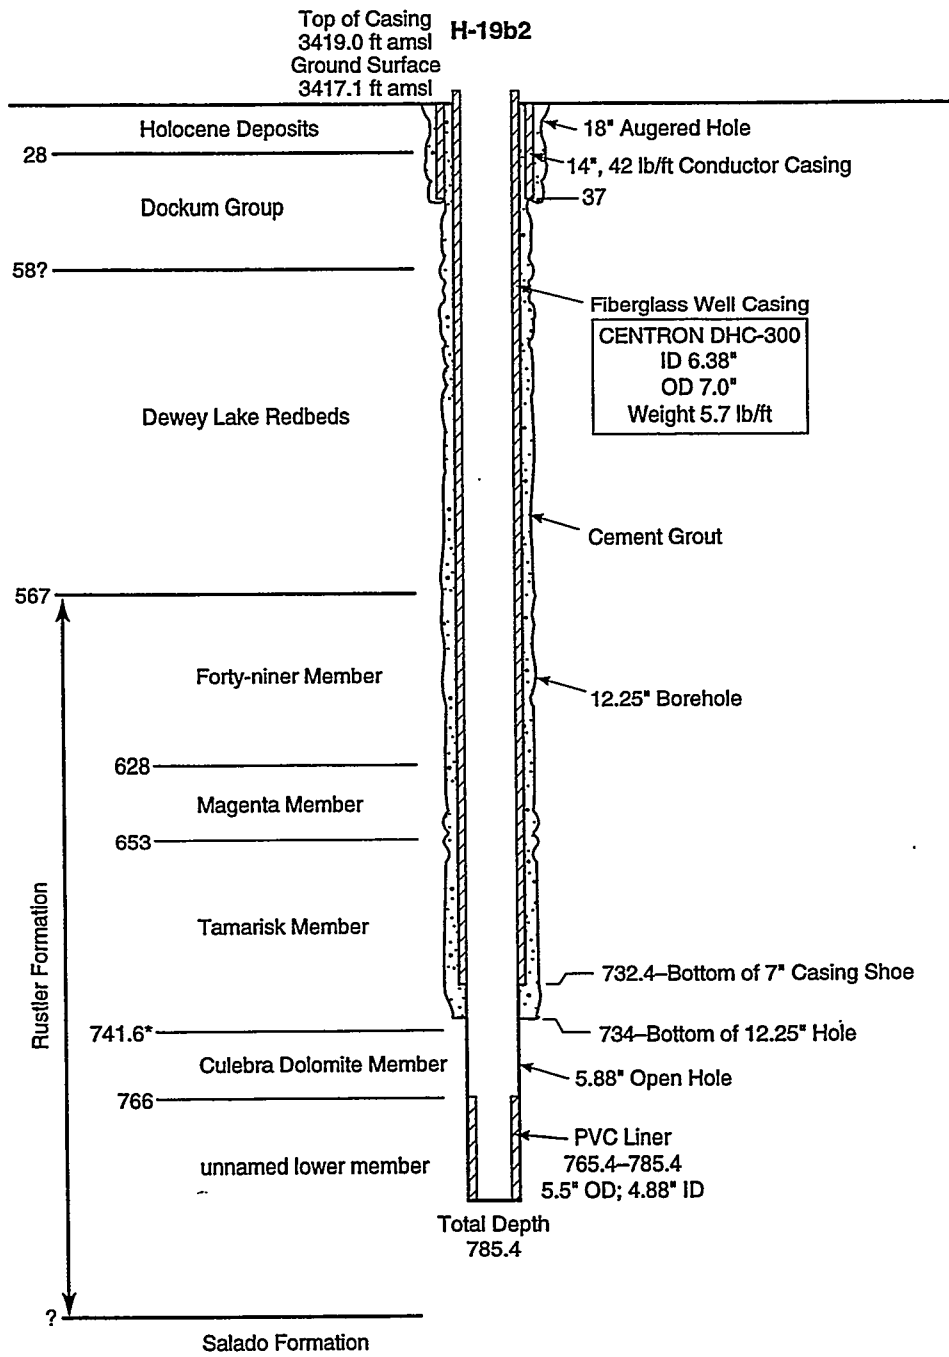 Top of Casing
3419.0 ft amsl
Ground Surface
3417.1 ft amsl
H-19b2
Holocene Deposits
28
Dockum Group
58?
Dewey Lake Redbeds
567
Forty-niner Member
628
Magenta Member
653
Tamarisk Member
741.6*
Culebra Dolomite Member
766
unnamed lower member
?
Salado Formation
Rustler Formation
18" Augered Hole
14", 42 lb/ft Conductor Casing
37
Fiberglass Well Casing
CENTRON DHC-300
ID 6.38"
OD 7.0"
Weight 5.7 lb/ft
Cement Grout
12.25" Borehole
732.4–Bottom of 7" Casing Shoe
734–Bottom of 12.25" Hole
5.88" Open Hole
PVC Liner
765.4–785.4
5.5" OD; 4.88" ID
Total Depth
785.4